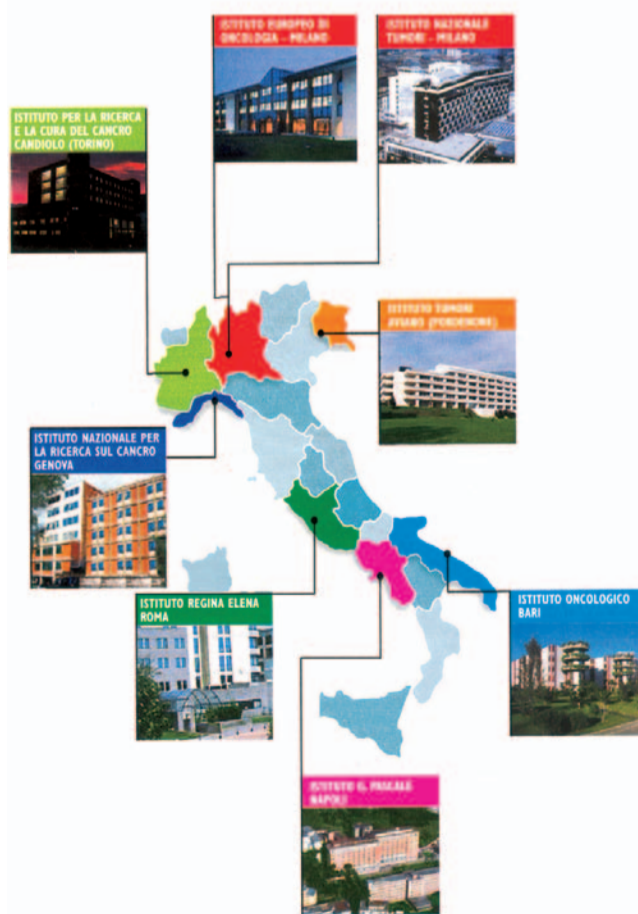 ISTITUTO EUROPEO DI
ONCOLOGIA – MILANO
ISTITUTO NAZIONALE
TUMORI – MILANO
ISTITUTO PER LA RICERCA
E LA CURA DEL CANCRO
CANDIOLO (TORINO)
ISTITUTO TUMORI
AVIANO (PORDENONE)
ISTITUTO NAZIONALE PER
LA RICERCA SUL CANCRO
GENOVA
ISTITUTO REGINA ELENA
ROMA
ISTITUTO ONCOLOGICO
BARI
ISTITUTO G. PASCALE
NAPOLI